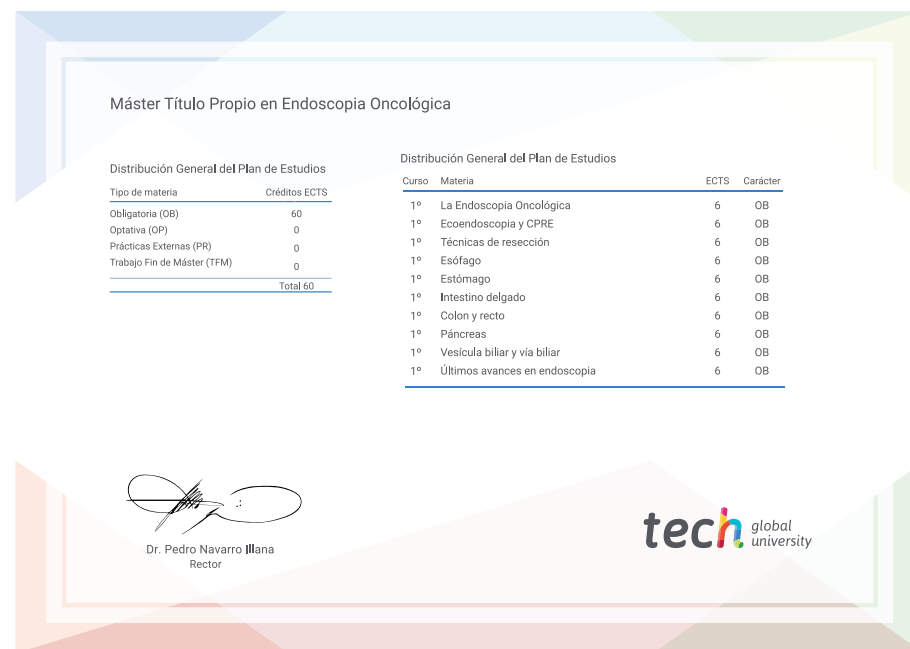 Máster Título Propio en Endoscopia Oncológica
Distribución General del Plan de Estudios
Tipo de materia Créditos ECTS
Obligatoria (OB) 60
Optativa (OP) 0
Prácticas Externas (PR) 0
Trabajo Fin de Máster (TFM) 0
Total 60
Distribución General del Plan de Estudios
Curso Materia ECTS Carácter
1º La Endoscopia Oncológica 6 OB
1º Ecoendoscopia y CPRE 6 OB
1º Técnicas de resección 6 OB
1º Esófago 6 OB
1º Estómago 6 OB
1º Intestino delgado 6 OB
1º Colon y recto 6 OB
1º Páncreas 6 OB
1º Vesícula biliar y vía biliar 6 OB
1º Últimos avances en endoscopia 6 OB
Dr. Pedro Navarro Illana
Rector
tech global
university